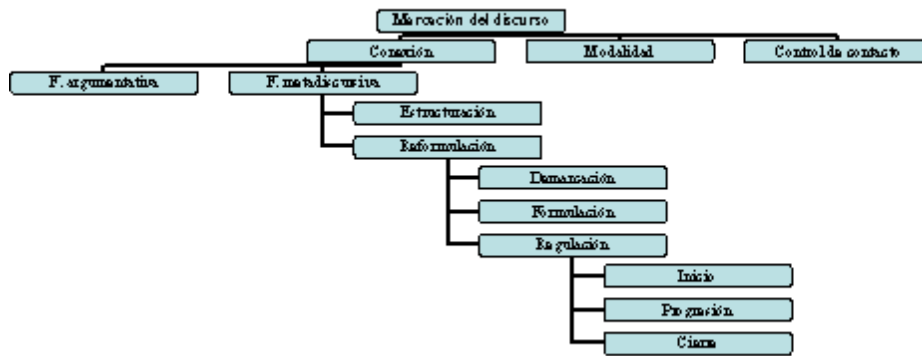 Marcación del discurso
Conexión
Modalidad
Control de contacto
F. argumentativa
F. metadiscursiva
Estructuración
Reformulación
Demarcación
Formulación
Regulación
Inicio
Progresión
Cierre